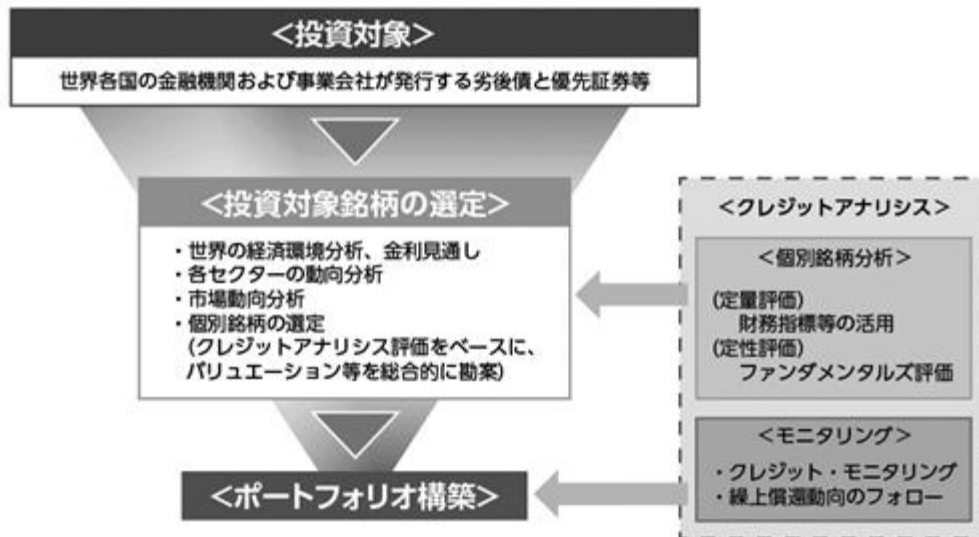 <投資対象>
世界各国の金融機関および事業会社が発行する劣後債と優先証券等
<投資対象銘柄の選定>
・世界の経済環境分析、金利見通し
・各セクターの動向分析
・市場動向分析
・個別銘柄の選定
(クレジットアナリシス評価をベースに、
バリュエーション等を総合的に勘案)
<ポートフォリオ構築>
<クレジットアナリシス>
<個別銘柄分析>
(定量評価)
財務指標等の活用
(定性評価)
ファンダメンタルズ評価
<モニタリング>
・クレジット・モニタリング
・繰上償還動向のフォロー